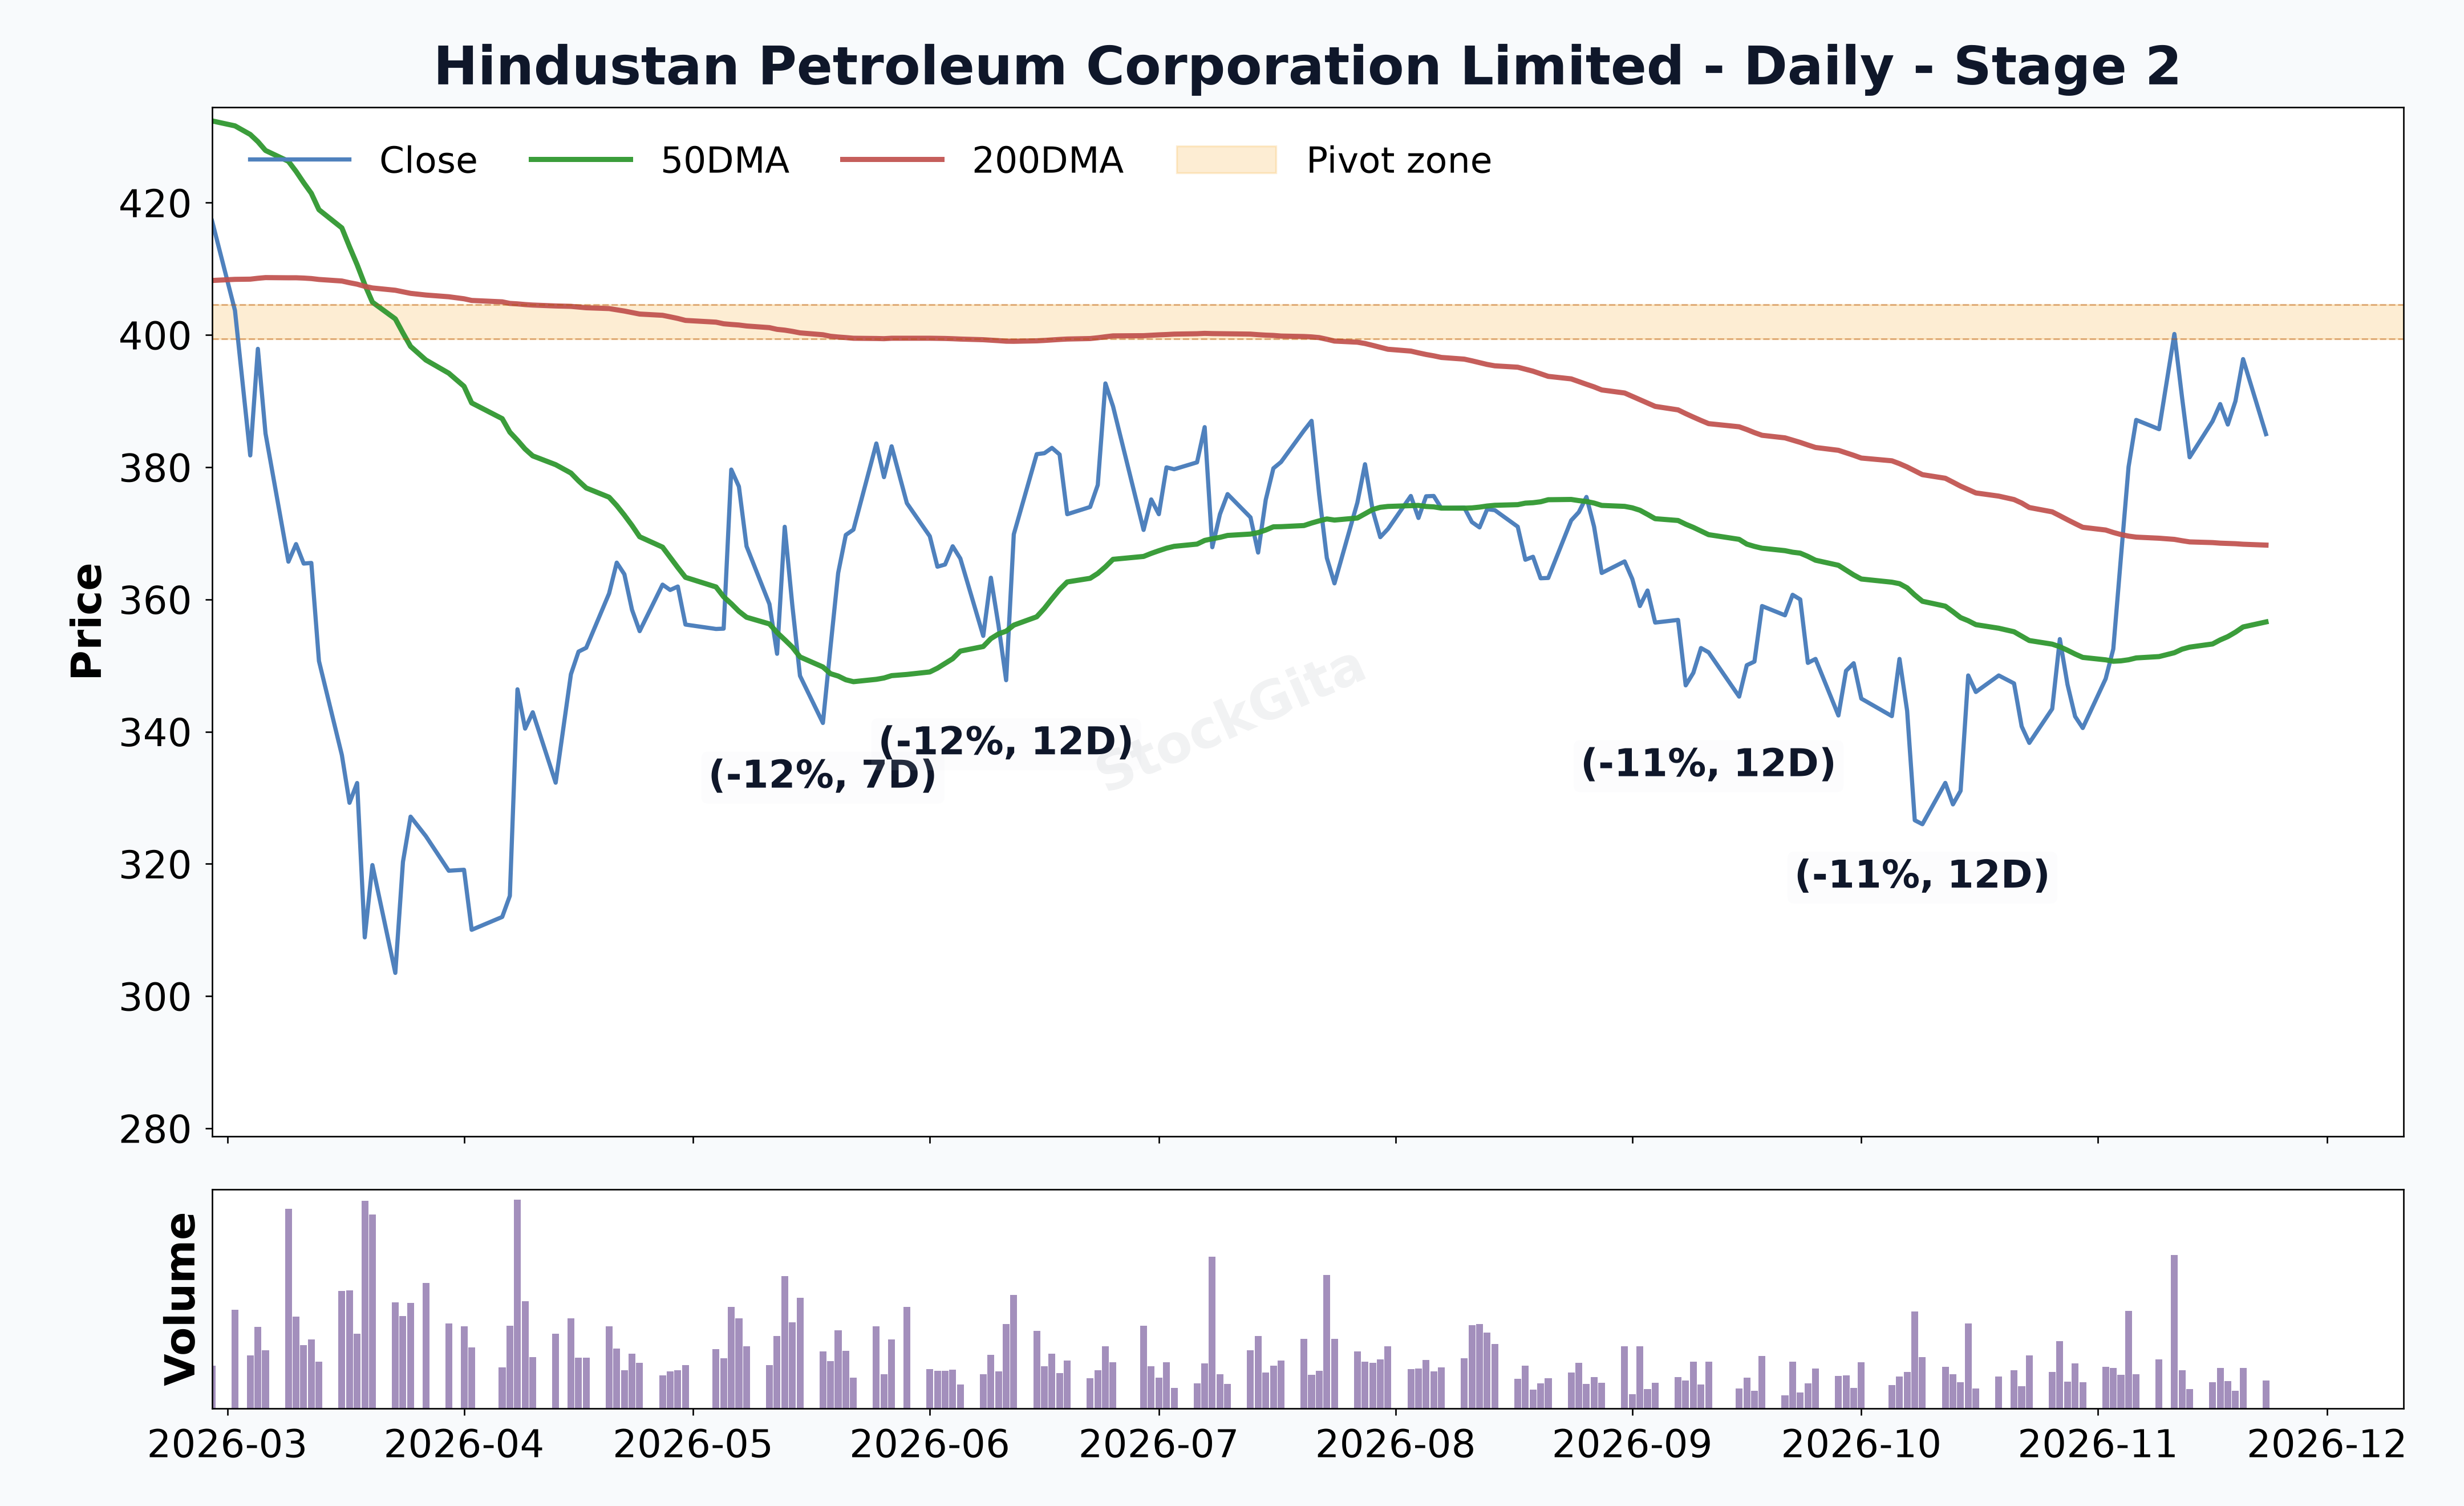 Hindustan Petroleum Corporation Limited - Daily - Stage 2
Close 50DMA 200DMA Pivot zone
Price
420
400
380
360
340
320
300
280
(-12%, 7D)
(-12%, 12D)
(-11%, 12D)
(-11%, 12D)
StockGita
Volume
2026-03 2026-04 2026-05 2026-06 2026-07 2026-08 2026-09 2026-10 2026-11 2026-12